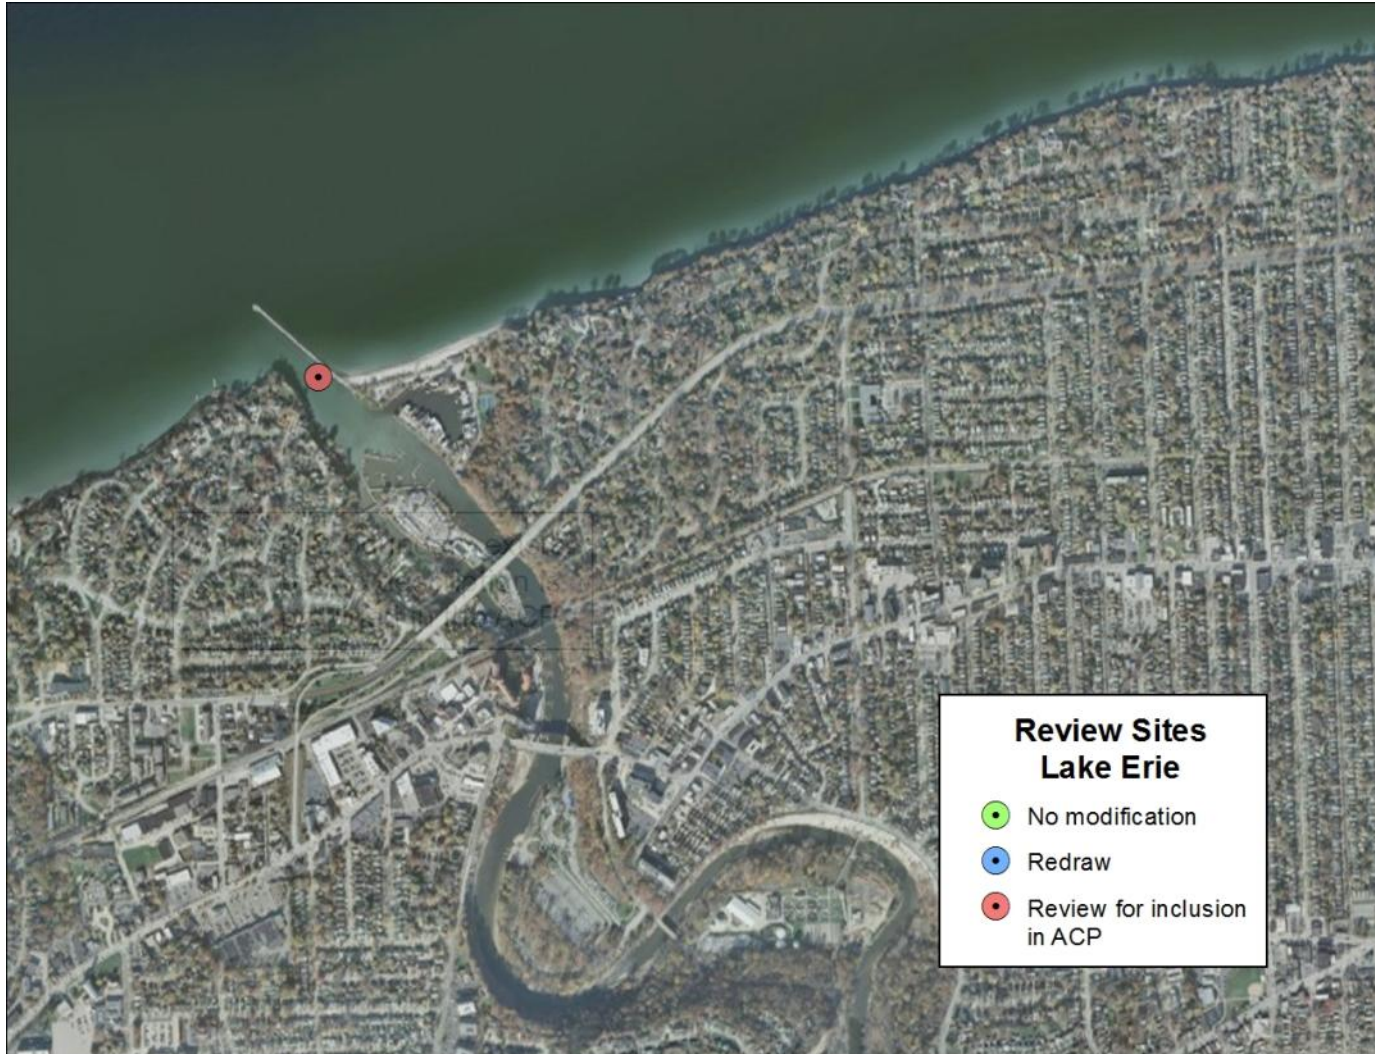 Review Sites
Lake Erie
No modification
Redraw
Review for inclusion
in ACP